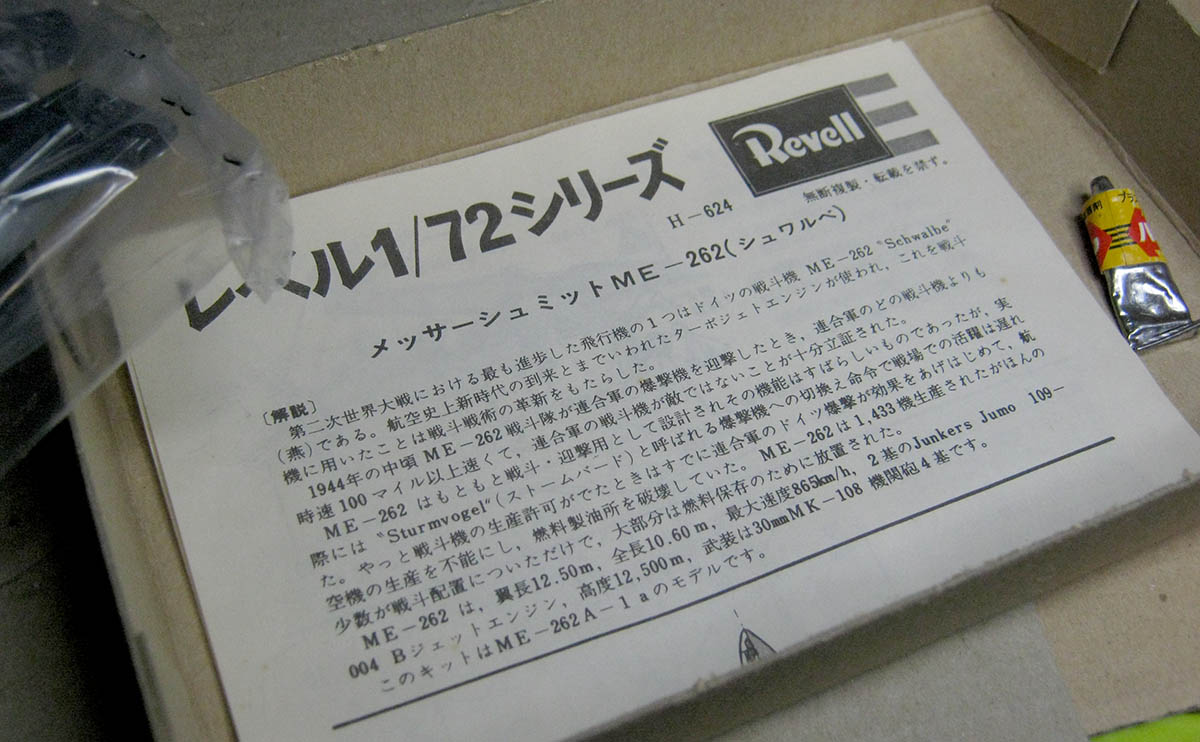 Revell
無断複製・転載を禁ず。
レベル1/72シリーズ
H-624
メッサーシュミットME-262(シュワルベ)
〔解説〕
第二次世界大戦における最も進歩した飛行機の1つはドイツの戦斗機 ME-262 “Schwalbe”
(燕)である。航空史上新時代の到来とまでいわれたターボジェットエンジンが使われ,これを戦斗
機に用いたことは戦斗戦術の革新をもたらした。
1944年の中頃ME-262戦斗隊が連合軍の爆撃機を迎撃したとき,連合軍のどの戦斗機よりも
時速100マイル以上速くて,連合軍の戦斗機が敵ではないことが十分立証された。
ME-262 はもともと戦斗・迎撃用として設計されその機能はすばらしいものであったが,実
際には “Sturmvogel”(ストームバード)と呼ばれる爆撃機への切換え命令で戦場での活躍は遅れ
た。やっと戦斗機の生産許可がでたときはすでに連合軍のドイツ爆撃が効果をあげはじめて,航
空機の生産を不能にし,燃料製油所を破壊していた。ME-262は1,433機生産されたがほんの
少数が戦斗配置についただけで,大部分は燃料保存のために放置された。
ME-262 は,翼長12.50m,全長10.60m,最大速度865km/h,2基のJunkers Jumo 109-
004 Bジェットエンジン,高度12,500m,武装は30mmMK-108 機関砲4基です。
このキットはME-262A-1aのモデルです。